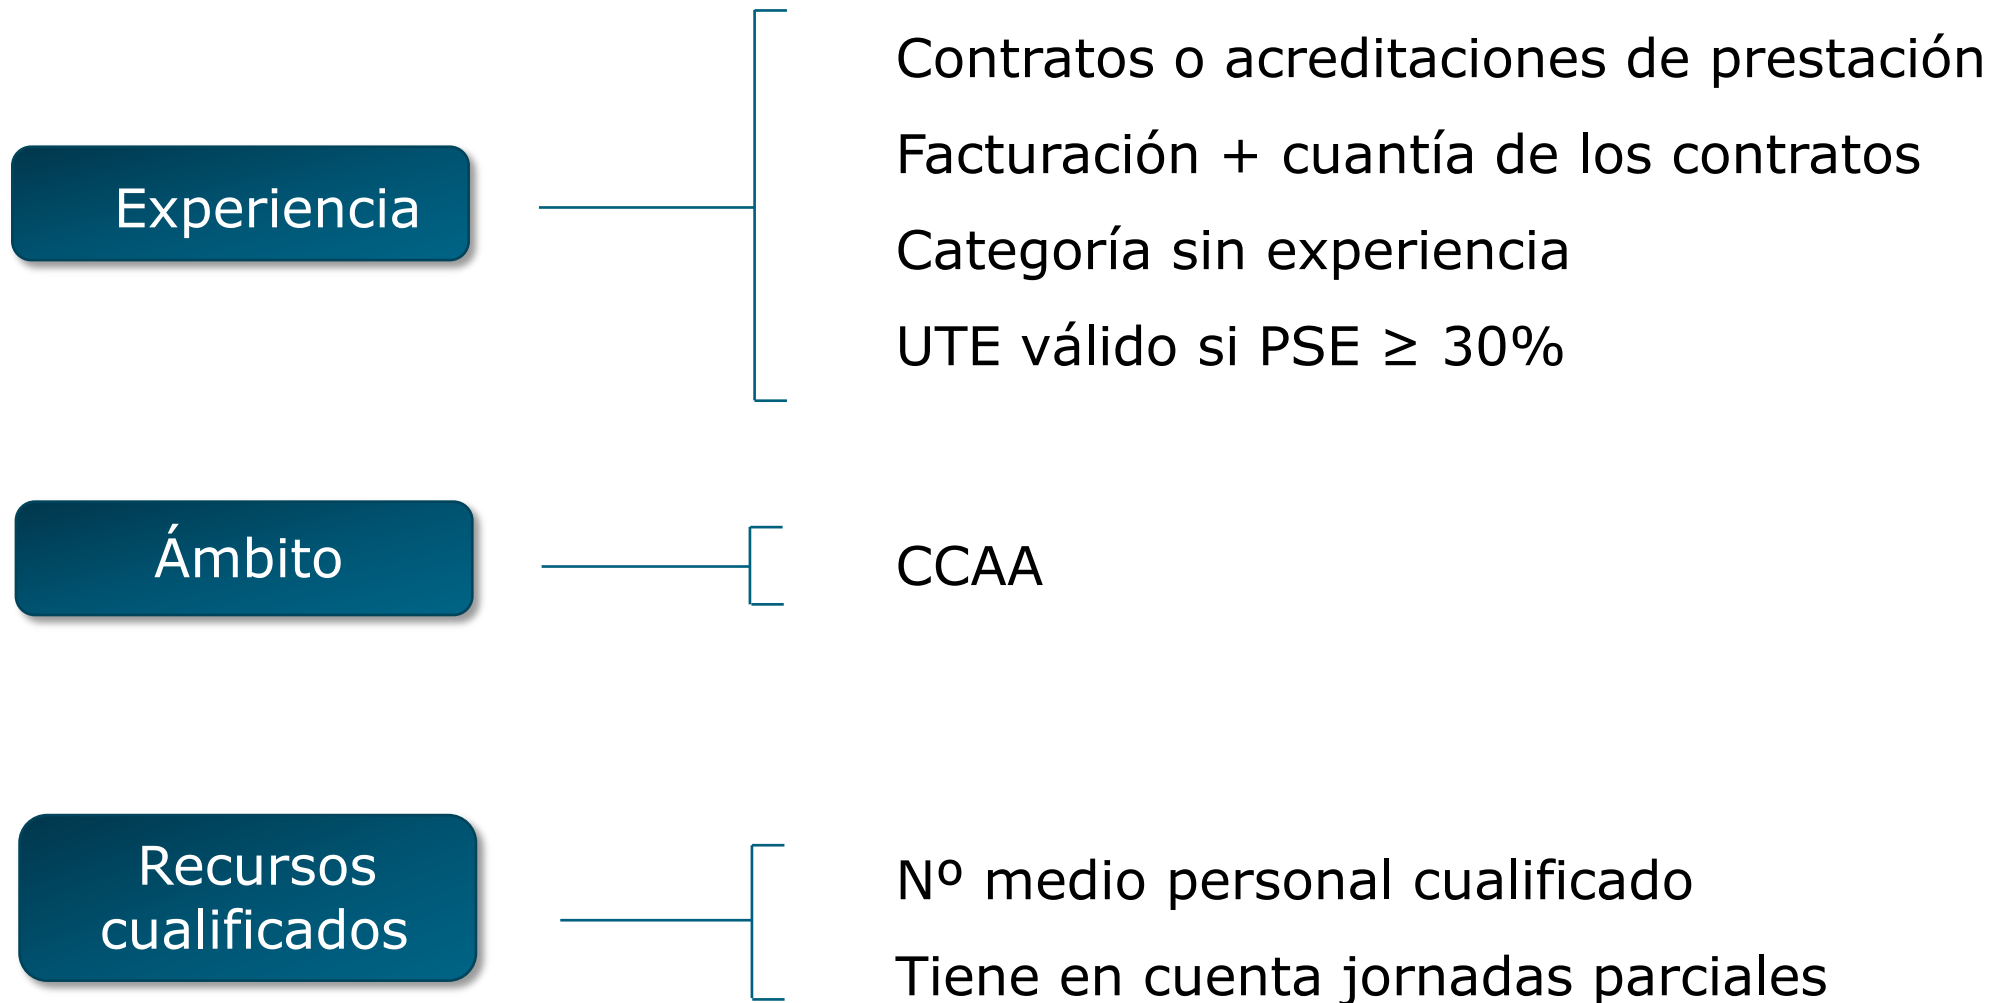 Experiencia
Contratos o acreditaciones de prestación
Facturación + cuantía de los contratos
Categoría sin experiencia
UTE válido si PSE ≥ 30%
Ámbito
CCAA
Recursos
cualificados
Nº medio personal cualificado
Tiene en cuenta jornadas parciales